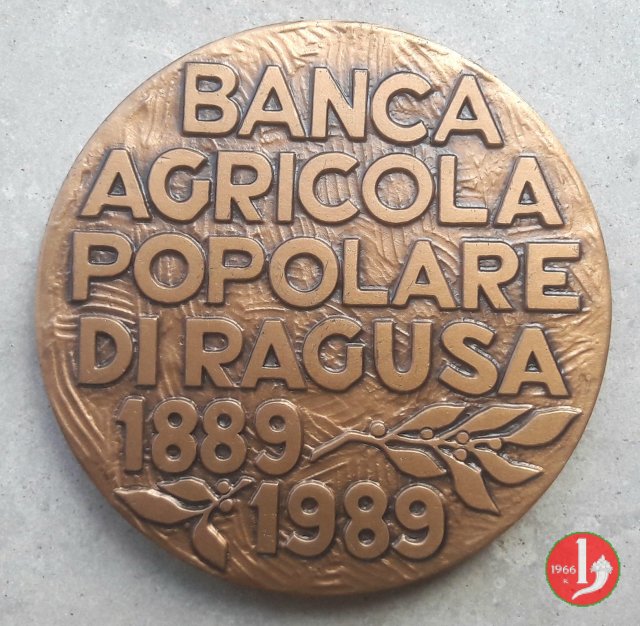 BANCA
AGRICOLA
POPOLARE
DI RAGUSA
1889
1989
1966
K